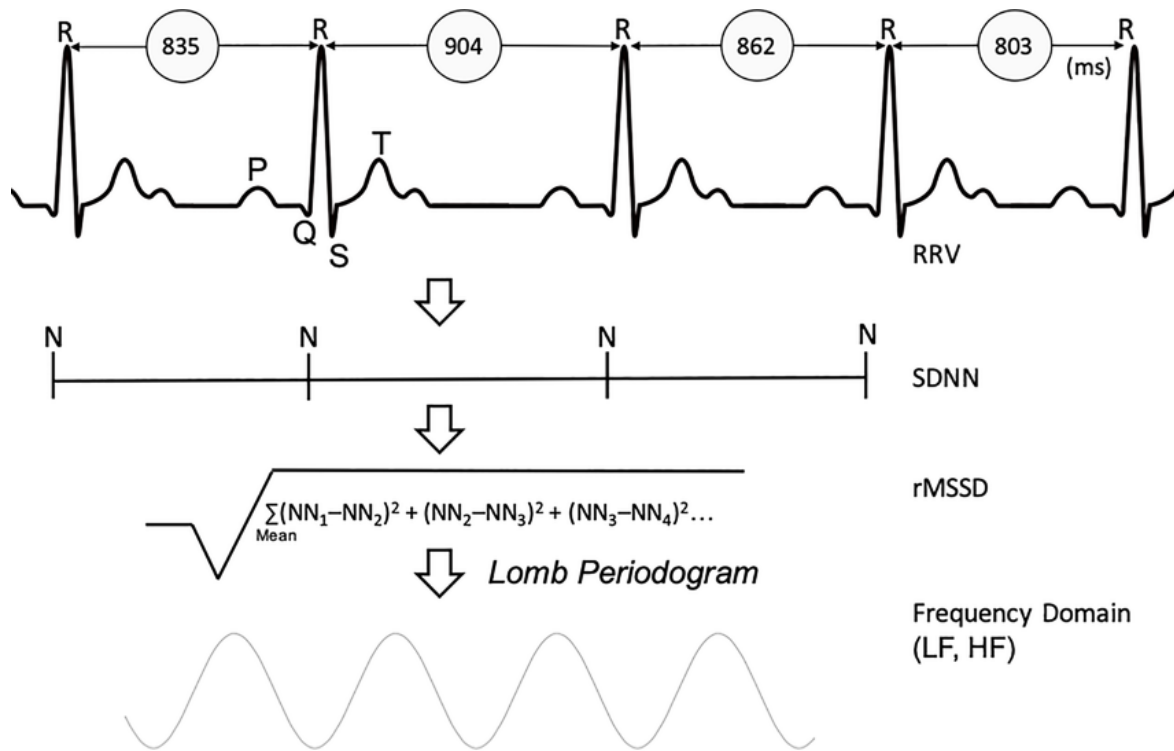 R 835 R 904 R 862 R 803 R
(ms)
T
P
Q
S
RRV
N N N N
SDNN
rMSSD
∑(NN₁–NN₂)² + (NN₂–NN₃)² + (NN₃–NN₄)²...
Mean
Lomb Periodogram
Frequency Domain
(LF, HF)